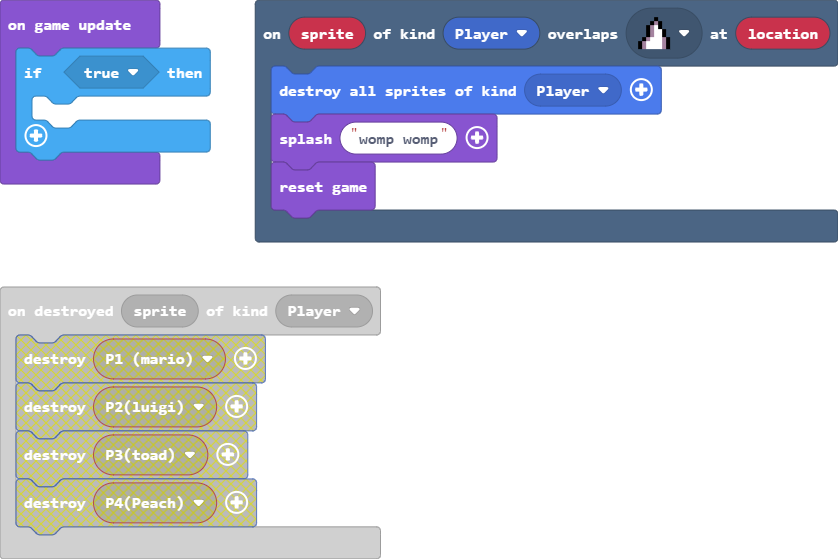 on game update
if true then
on sprite of kind Player overlaps at location
destroy all sprites of kind Player
splash "womp womp"
reset game
on destroyed sprite of kind Player
destroy P1 (mario)
destroy P2(luigi)
destroy P3(toad)
destroy P4(Peach)